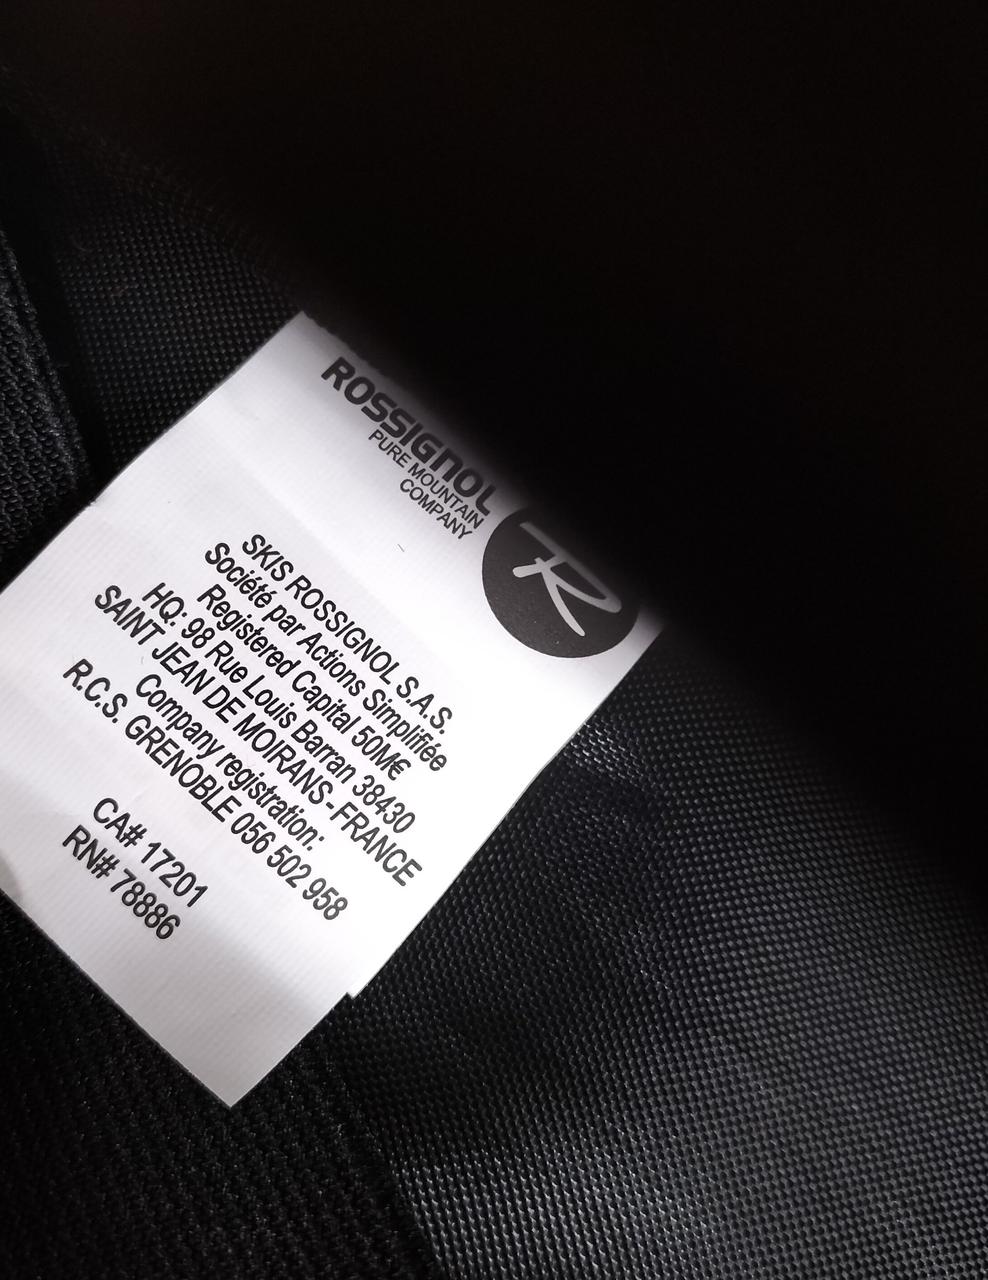 ROSSIGNOL
PURE MOUNTAIN
COMPANY
R
SKIS ROSSIGNOL S.A.S.
Société par Actions Simplifiée
Registered Capital 50M€
HQ: 98 Rue Louis Barran 38430
SAINT JEAN DE MOIRANS - FRANCE
Company registration:
R.C.S. GRENOBLE 056 502 958
CA# 17201
RN# 78886